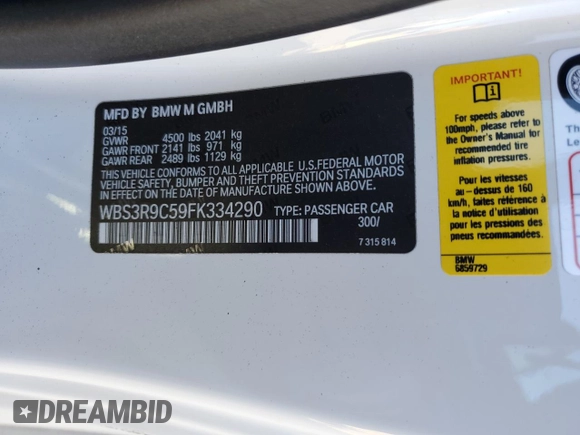 MFD BY BMW M GMBH
03/15
GVWR 4500 lbs 2041 kg
GAWR FRONT 2141 lbs 971 kg
GAWR REAR 2489 lbs 1129 kg
THIS VEHICLE CONFORMS TO ALL APPLICABLE U.S.FEDERAL MOTOR
VEHICLE SAFETY, BUMPER AND THEFT PREVENTION STANDARDS
IN EFFECT ON THE DATE OF MANUFACTURE SHOWN ABOVE.
WBS3R9C59FK334290 TYPE: PASSENGER CAR
300/
7 315 814
IMPORTANT!
For speeds above
100mph, please refer to
the Owner's Manual for
recommended tire
inflation pressures.
Pour les vitesses
au-dessus de 160
km/h, faites référence à
la notice d'utilisation
pour les pressions des
pneus recommandées
BMW
6859729
Th
Le
DREAMBID
DREAMBID.COM